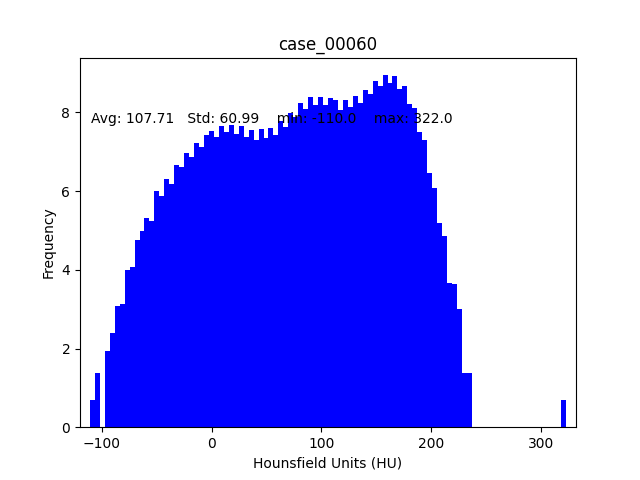 case_00060
Avg: 107.71 Std: 60.99 min: -110.0 max: 322.0
8
6
4
2
0
Frequency
−100 0 100 200 300
Hounsfield Units (HU)